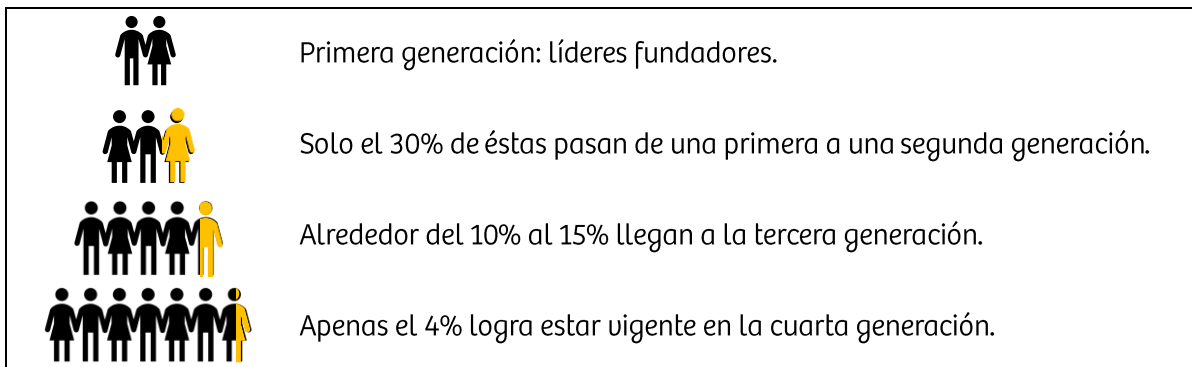 Primera generación: líderes fundadores.
Solo el 30% de éstas pasan de una primera a una segunda generación.
Alrededor del 10% al 15% llegan a la tercera generación.
Apenas el 4% logra estar vigente en la cuarta generación.